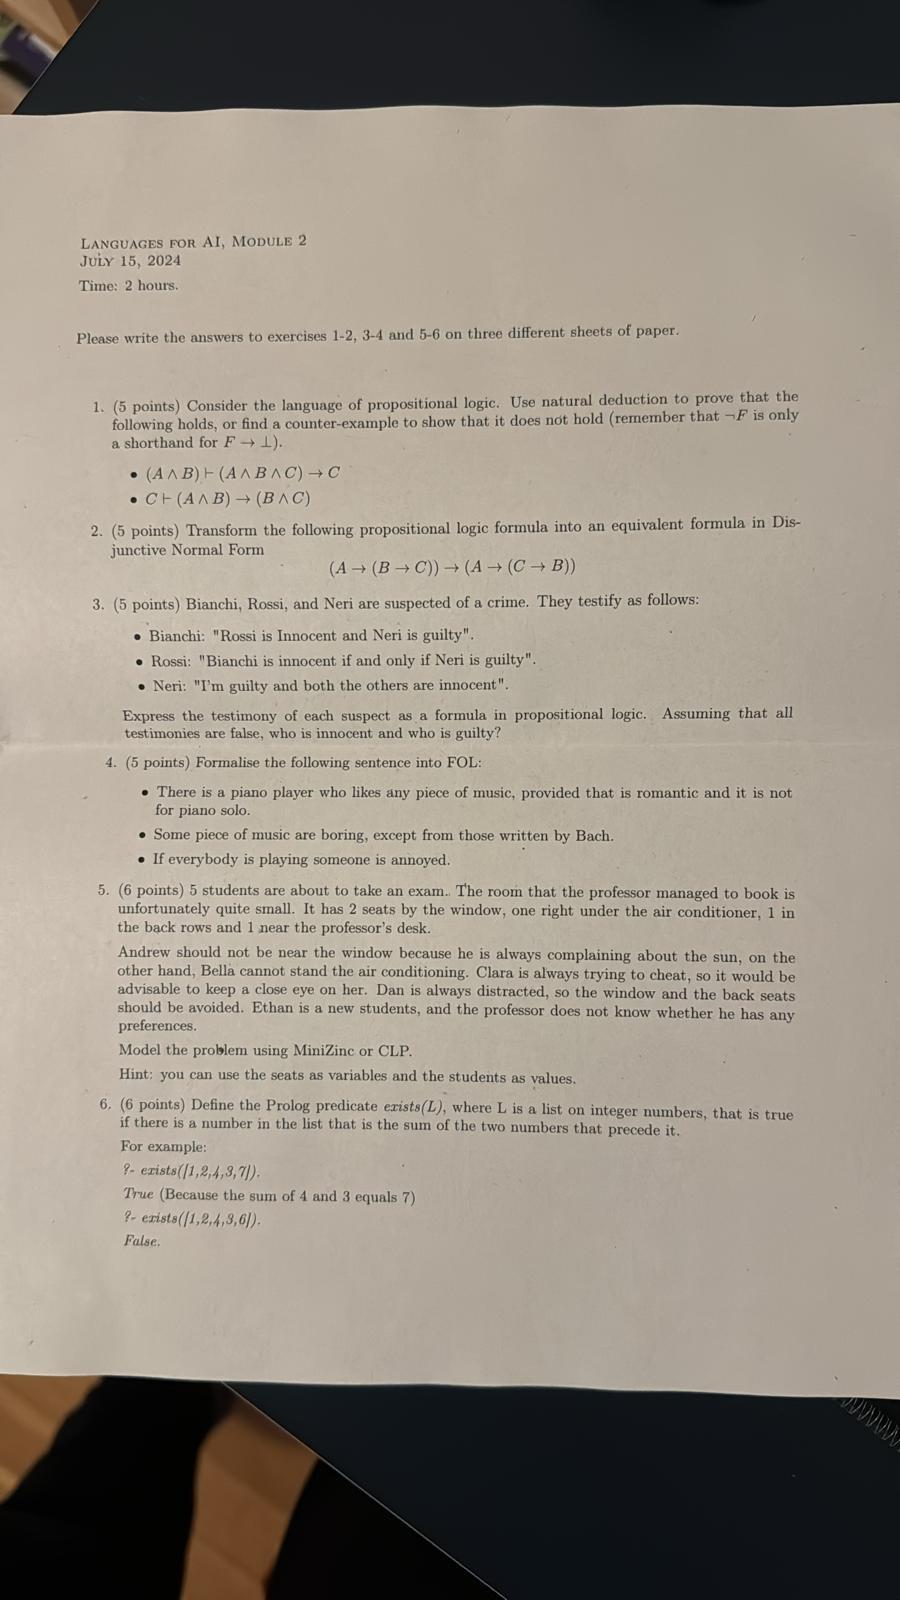 LANGUAGES FOR AI, MODULE 2
JULY 15, 2024
Time: 2 hours.
Please write the answers to exercises 1-2, 3-4 and 5-6 on three different sheets of paper.
1. (5 points) Consider the language of propositional logic. Use natural deduction to prove that the
following holds, or find a counter-example to show that it does not hold (remember that ¬F is only
a shorthand for F → ⊥).
• (A ∧ B) ⊢ (A ∧ B ∧ C) → C
• C ⊢ (A ∧ B) → (B ∧ C)
2. (5 points) Transform the following propositional logic formula into an equivalent formula in Dis-
junctive Normal Form
(A → (B → C)) → (A → (C → B))
3. (5 points) Bianchi, Rossi, and Neri are suspected of a crime. They testify as follows:
• Bianchi: "Rossi is Innocent and Neri is guilty".
• Rossi: "Bianchi is innocent if and only if Neri is guilty".
• Neri: "I'm guilty and both the others are innocent".
Express the testimony of each suspect as a formula in propositional logic. Assuming that all
testimonies are false, who is innocent and who is guilty?
4. (5 points) Formalise the following sentence into FOL:
• There is a piano player who likes any piece of music, provided that is romantic and it is not
for piano solo.
• Some piece of music are boring, except from those written by Bach.
• If everybody is playing someone is annoyed.
5. (6 points) 5 students are about to take an exam. The room that the professor managed to book is
unfortunately quite small. It has 2 seats by the window, one right under the air conditioner, 1 in
the back rows and 1 near the professor's desk.
Andrew should not be near the window because he is always complaining about the sun, on the
other hand, Bella cannot stand the air conditioning. Clara is always trying to cheat, so it would be
advisable to keep a close eye on her. Dan is always distracted, so the window and the back seats
should be avoided. Ethan is a new students, and the professor does not know whether he has any
preferences.
Model the problem using MiniZinc or CLP.
Hint: you can use the seats as variables and the students as values.
6. (6 points) Define the Prolog predicate exists(L), where L is a list on integer numbers, that is true
if there is a number in the list that is the sum of the two numbers that precede it.
For example:
?- exists([1,2,4,3,7]).
True (Because the sum of 4 and 3 equals 7)
?- exists([1,2,4,3,6]).
False.